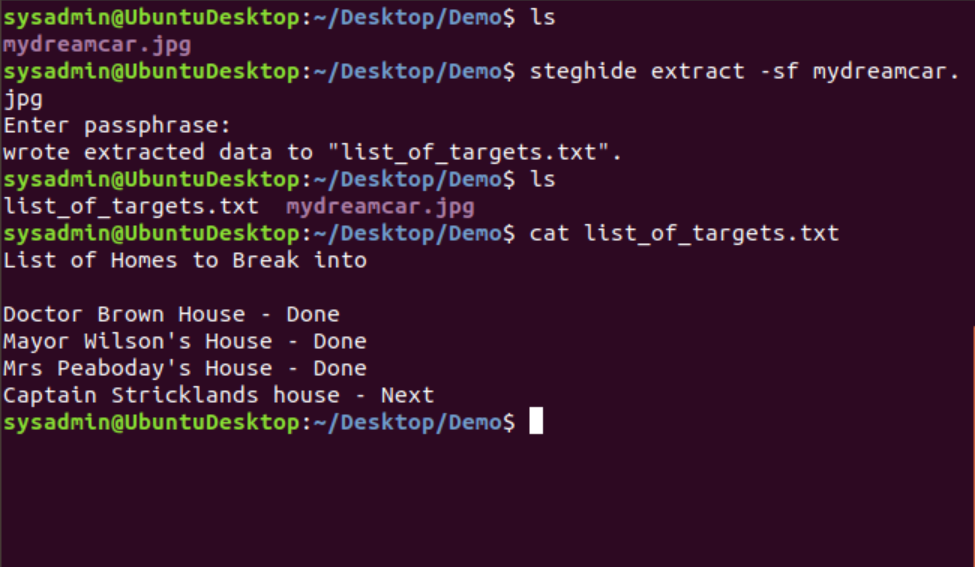 sysadmin@UbuntuDesktop:~/Desktop/Demo$ ls
mydreamcar.jpg
sysadmin@UbuntuDesktop:~/Desktop/Demo$ steghide extract -sf mydreamcar.
jpg
Enter passphrase:
wrote extracted data to "list_of_targets.txt".
sysadmin@UbuntuDesktop:~/Desktop/Demo$ ls
list_of_targets.txt  mydreamcar.jpg
sysadmin@UbuntuDesktop:~/Desktop/Demo$ cat list_of_targets.txt
List of Homes to Break into
Doctor Brown House - Done
Mayor Wilson's House - Done
Mrs Peaboday's House - Done
Captain Stricklands house - Next
sysadmin@UbuntuDesktop:~/Desktop/Demo$